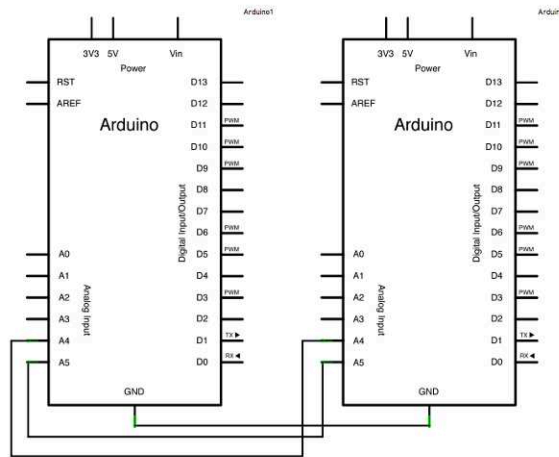 Arduino1
3V3 5V Vin
Power
RST D13
AREF D12
Arduino D11 PWM
D10 PWM
D9 PWM
D8
Digital Input/Output
D7
D6 PWM
A0 D5 PWM
A1 D4
A2 D3 PWM
Analog Input
A3 D2
A4 D1 TX ▶
A5 D0 RX ◀
GND
Arduin
3V3 5V Vin
Power
RST D13
AREF D12
Arduino D11 PWM
D10 PWM
D9 PWM
D8
Digital Input/Output
D7
D6 PWM
A0 D5 PWM
A1 D4
A2 D3 PWM
Analog Input
A3 D2
A4 D1 TX ▶
A5 D0 RX ◀
GND